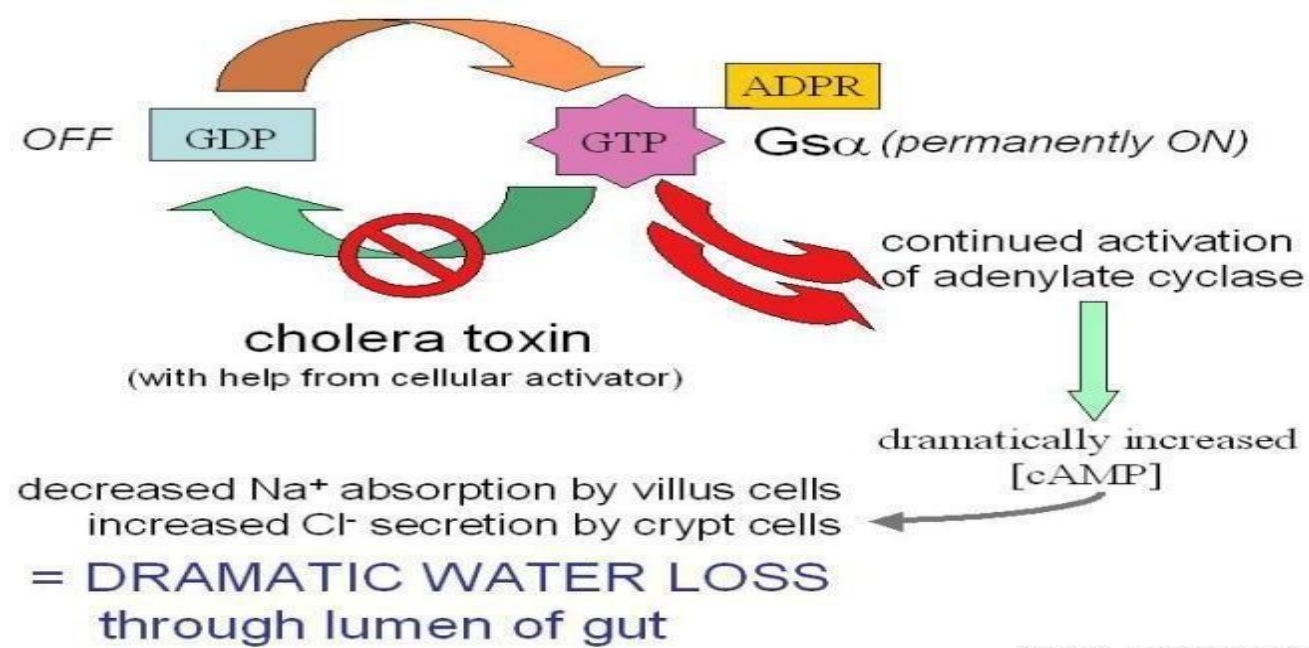 ADPR
OFF
GDP
GTP
Gsα (permanently ON)
continued activation
of adenylate cyclase
cholera toxin
(with help from cellular activator)
dramatically increased
[cAMP]
decreased Na⁺ absorption by villus cells
increased Cl⁻ secretion by crypt cells
= DRAMATIC WATER LOSS
through lumen of gut